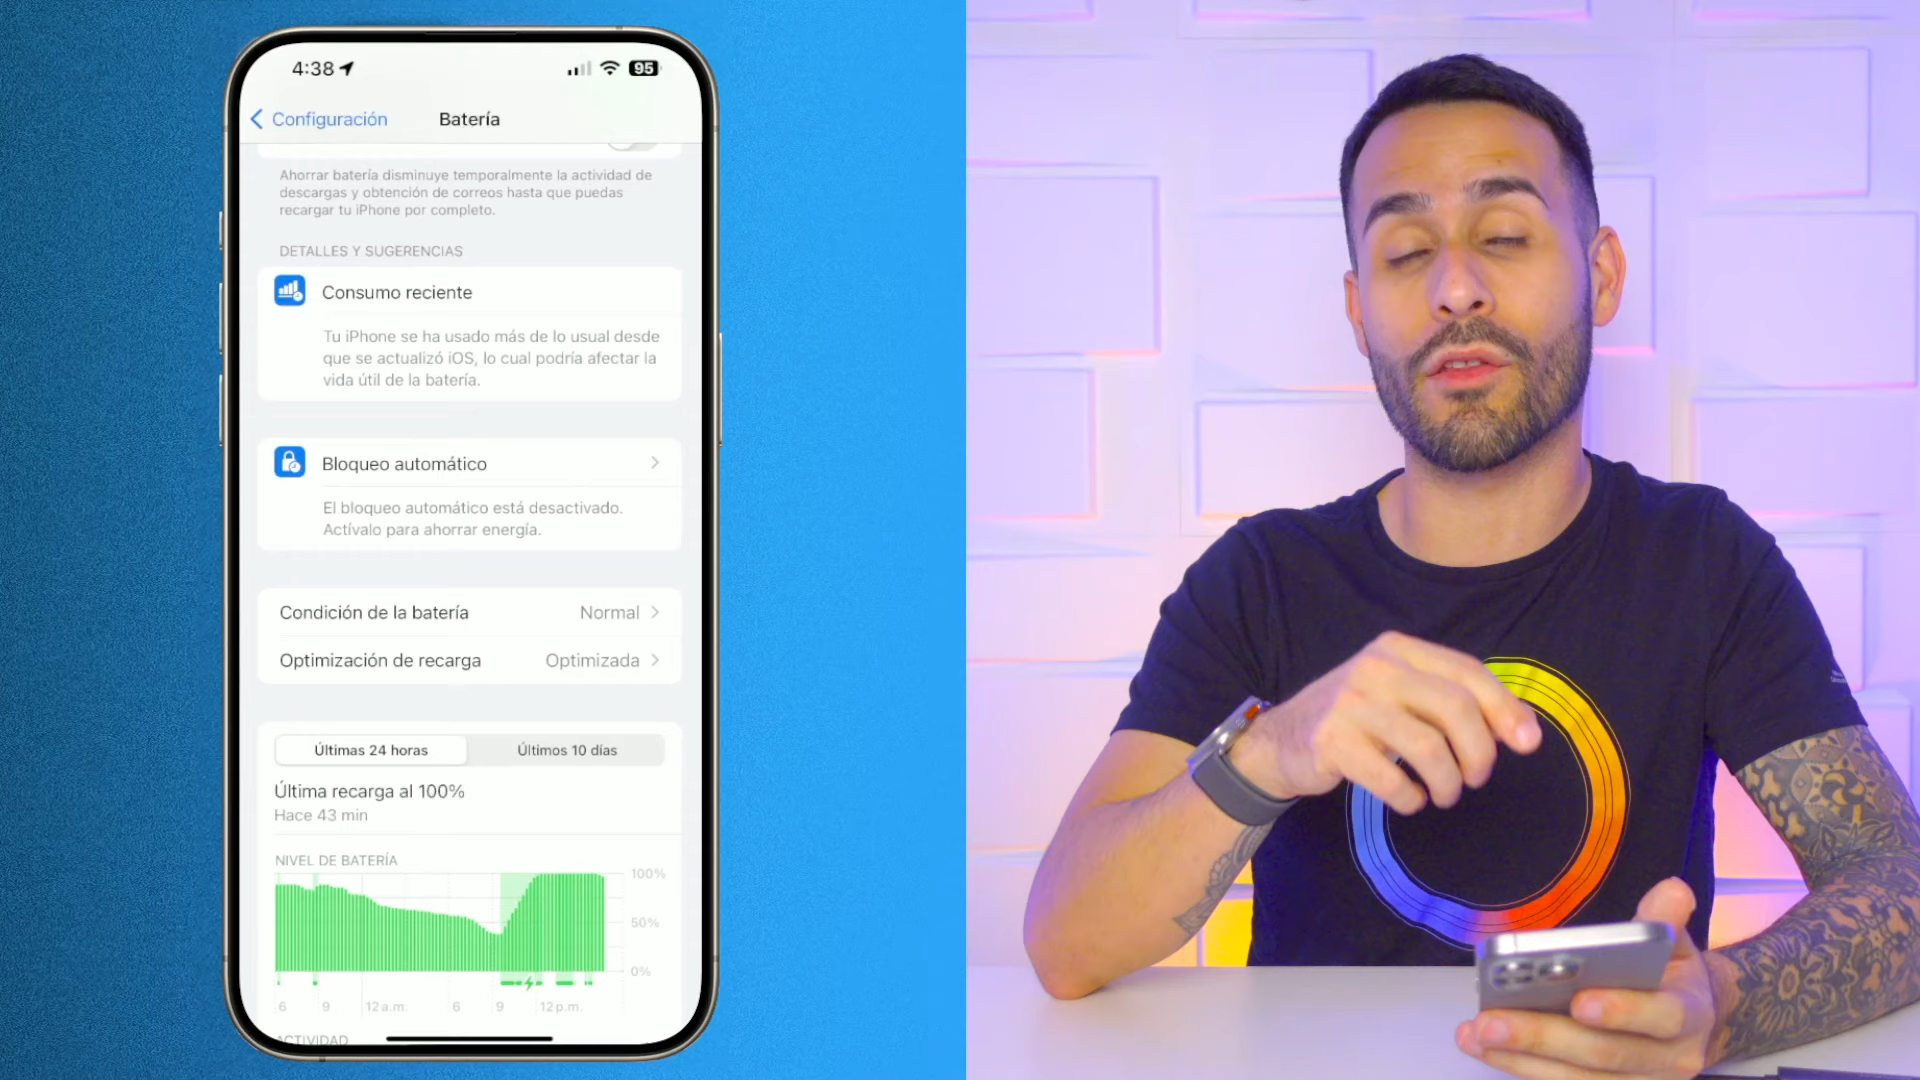 4:38
95
Configuración
Batería
Ahorrar batería disminuye temporalmente la actividad de
descargas y obtención de correos hasta que puedas
recargar tu iPhone por completo.
DETALLES Y SUGERENCIAS
Consumo reciente
Tu iPhone se ha usado más de lo usual desde
que se actualizó iOS, lo cual podría afectar la
vida útil de la batería.
Bloqueo automático
El bloqueo automático está desactivado.
Actívalo para ahorrar energía.
Condición de la batería Normal
Optimización de recarga Optimizada
Últimas 24 horas Últimos 10 días
Última recarga al 100%
Hace 43 min
NIVEL DE BATERÍA
100%
50%
0%
6 9 12 a.m. 6 9 12 p.m.
ACTIVIDAD